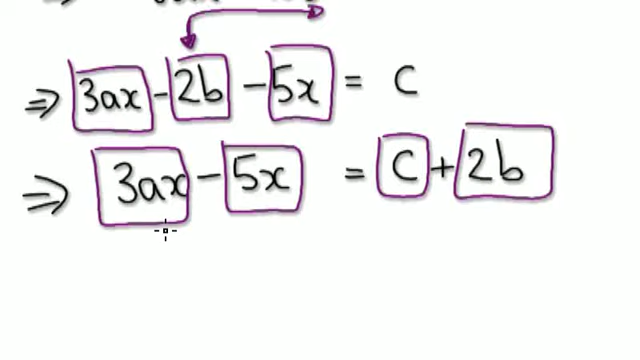 ⇒ 3ax - 2b - 5x = c
⇒ 3ax - 5x = c + 2b